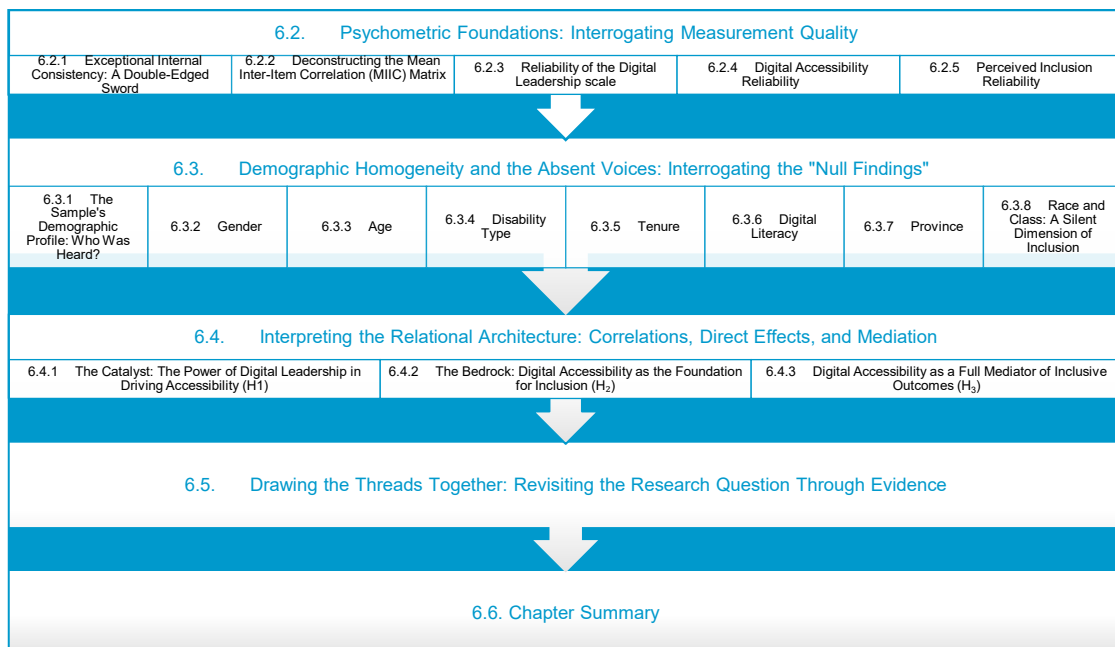 6.2. Psychometric Foundations: Interrogating Measurement Quality
6.2.1 Exceptional Internal
Consistency: A Double-Edged
Sword
6.2.2 Deconstructing the Mean
Inter-Item Correlation (MIIC) Matrix
6.2.3 Reliability of the Digital
Leadership scale
6.2.4 Digital Accessibility
Reliability
6.2.5 Perceived Inclusion
Reliability
6.3. Demographic Homogeneity and the Absent Voices: Interrogating the "Null Findings"
6.3.1 The
Sample's
Demographic
Profile: Who Was
Heard?
6.3.2 Gender
6.3.3 Age
6.3.4 Disability
Type
6.3.5 Tenure
6.3.6 Digital
Literacy
6.3.7 Province
6.3.8 Race and
Class: A Silent
Dimension of
Inclusion
6.4. Interpreting the Relational Architecture: Correlations, Direct Effects, and Mediation
6.4.1 The Catalyst: The Power of Digital Leadership in
Driving Accessibility (H1)
6.4.2 The Bedrock: Digital Accessibility as the Foundation
for Inclusion (H₂)
6.4.3 Digital Accessibility as a Full Mediator of Inclusive
Outcomes (H₃)
6.5. Drawing the Threads Together: Revisiting the Research Question Through Evidence
6.6. Chapter Summary